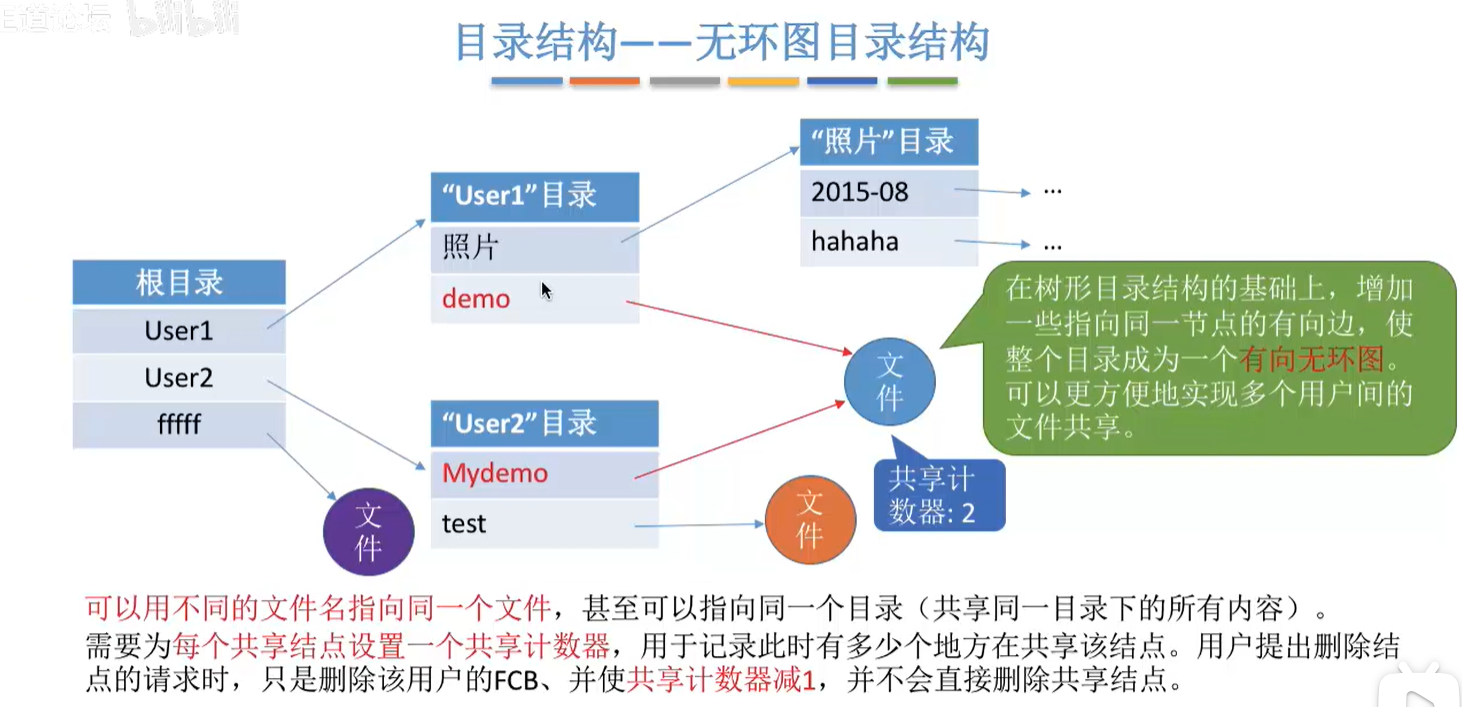 王道论坛 bilibili
目录结构——无环图目录结构
“照片”目录
2015-08
...
hahaha
...
“User1”目录
照片
demo
根目录
User1
User2
fffff
“User2”目录
Mydemo
test
文
件
文
件
文
件
在树形目录结构的基础上，增加
一些指向同一节点的有向边，使
整个目录成为一个有向无环图。
可以更方便地实现多个用户间的
文件共享。
共享计
数器: 2
可以用不同的文件名指向同一个文件，甚至可以指向同一个目录（共享同一目录下的所有内容）。
需要为每个共享结点设置一个共享计数器，用于记录此时有多少个地方在共享该结点。用户提出删除结
点的请求时，只是删除该用户的FCB、并使共享计数器减1，并不会直接删除共享结点。